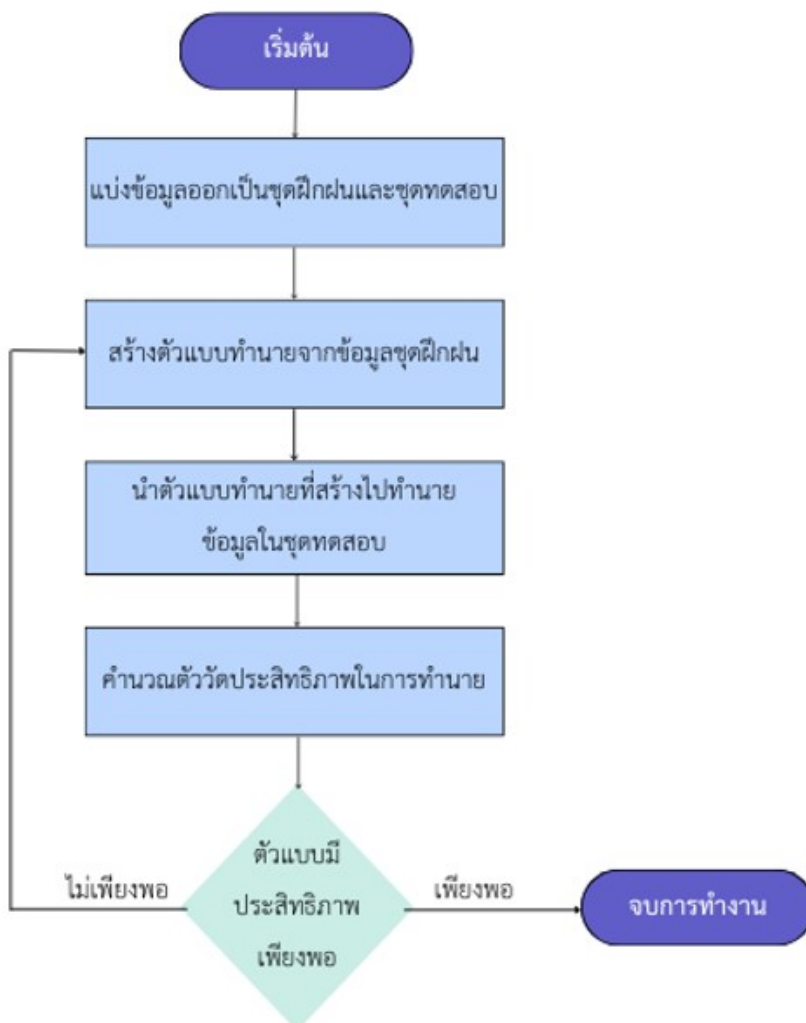 เริ่มต้น
แบ่งข้อมูลออกเป็นชุดฝึกฝนและชุดทดสอบ
สร้างตัวแบบทำนายจากข้อมูลชุดฝึกฝน
นำตัวแบบทำนายที่สร้างไปทำนาย
ข้อมูลในชุดทดสอบ
คำนวณตัววัดประสิทธิภาพในการทำนาย
ตัวแบบมี
ประสิทธิภาพ
เพียงพอ
ไม่เพียงพอ
เพียงพอ
จบการทำงาน